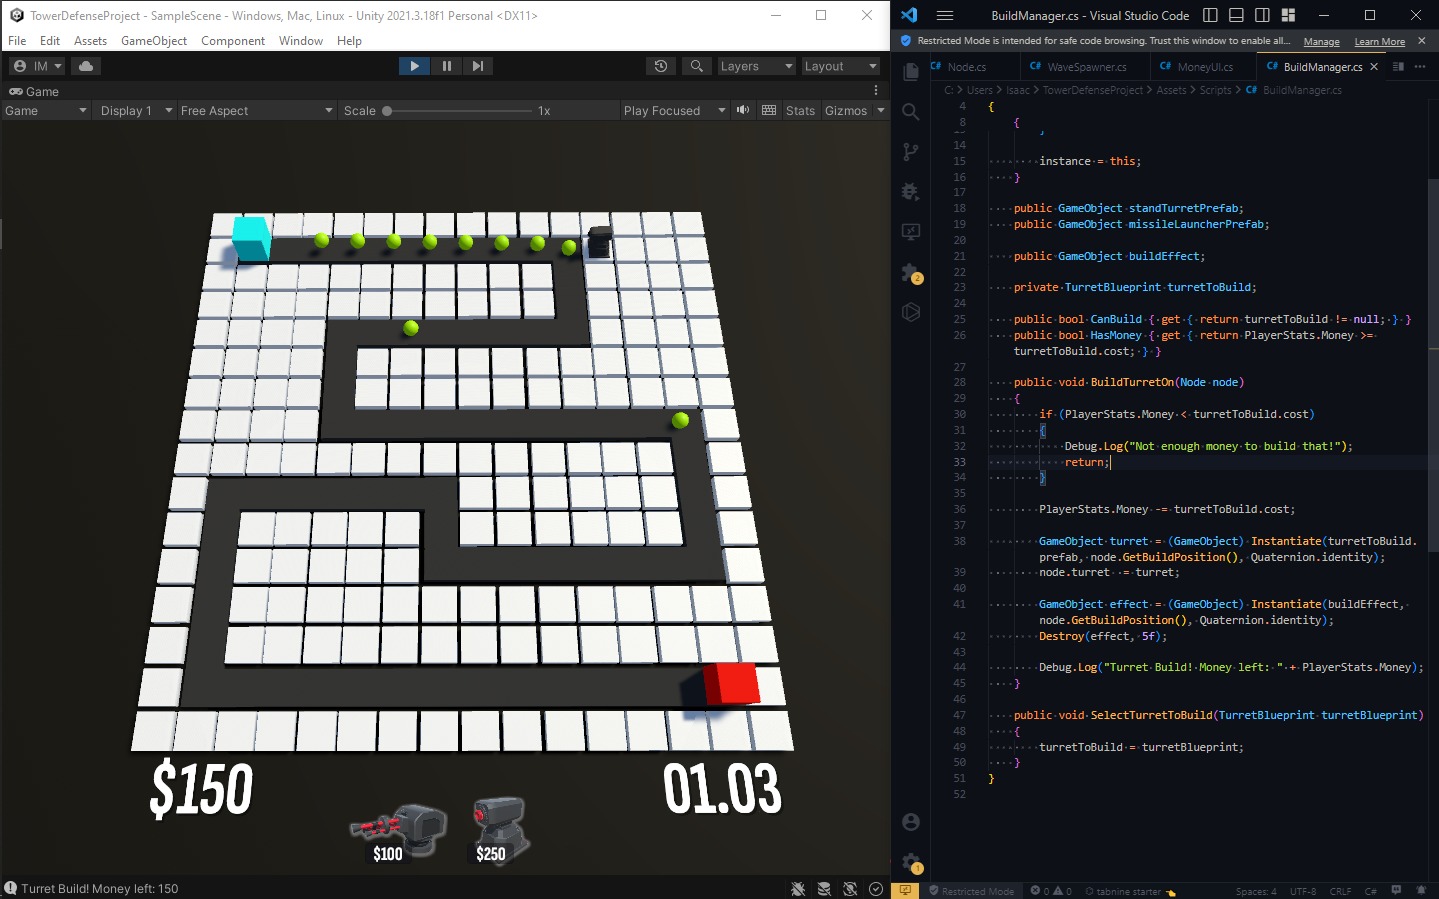 TowerDefenseProject - SampleScene - Windows, Mac, Linux - Unity 2021.3.18f1 Personal <DX11>
File Edit Assets GameObject Component Window Help
IM Layers Layout
Game
Game Display 1 Free Aspect Scale 1x Play Focused Stats Gizmos
$150
01.03
$100
$250
Turret Build! Money left: 150
BuildManager.cs - Visual Studio Code
Restricted Mode is intended for safe code browsing. Trust this window to enable all... Manage Learn More
C# Node.cs C# WaveSpawner.cs C# MoneyUI.cs C# BuildManager.cs
C: > Users > Isaac > TowerDefenseProject > Assets > Scripts > C# BuildManager.cs
4 {
8 {
13 }
14
15 instance = this;
16 }
17
18 public GameObject standTurretPrefab;
19 public GameObject missileLauncherPrefab;
20
21 public GameObject buildEffect;
22
23 private TurretBlueprint turretToBuild;
24
25 public bool CanBuild { get { return turretToBuild != null; } }
26 public bool HasMoney { get { return PlayerStats.Money >=
turretToBuild.cost; } }
27
28 public void BuildTurretOn(Node node)
29 {
30 if (PlayerStats.Money < turretToBuild.cost)
31 {
32 Debug.Log("Not enough money to build that!");
33 return;
34 }
35
36 PlayerStats.Money -= turretToBuild.cost;
37
38 GameObject turret = (GameObject) Instantiate(turretToBuild.
prefab, node.GetBuildPosition(), Quaternion.identity);
39 node.turret = turret;
40
41 GameObject effect = (GameObject) Instantiate(buildEffect,
node.GetBuildPosition(), Quaternion.identity);
42 Destroy(effect, 5f);
43
44 Debug.Log("Turret Build! Money left: " + PlayerStats.Money);
45 }
46
47 public void SelectTurretToBuild(TurretBlueprint turretBlueprint)
48 {
49 turretToBuild = turretBlueprint;
50 }
51 }
52
2
1
Restricted Mode 0 0 tabnine starter Spaces: 4 UTF-8 CRLF C#